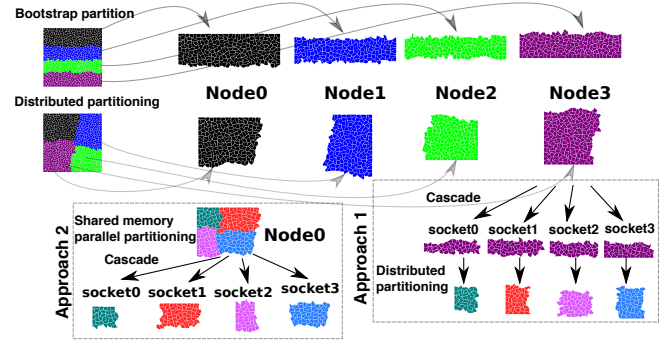 Bootstrap partition
Node0
Node1
Node2
Node3
Distributed partitioning
Approach 2
Shared memory
parallel partitioning
Node0
Cascade
socket0
socket1
socket2
socket3
Approach 1
Cascade
socket0
socket1
socket2
socket3
Distributed
partitioning